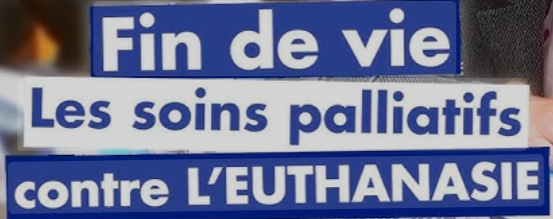 Fin de vie
Les soins palliatifs
contre L'EUTHANASIE